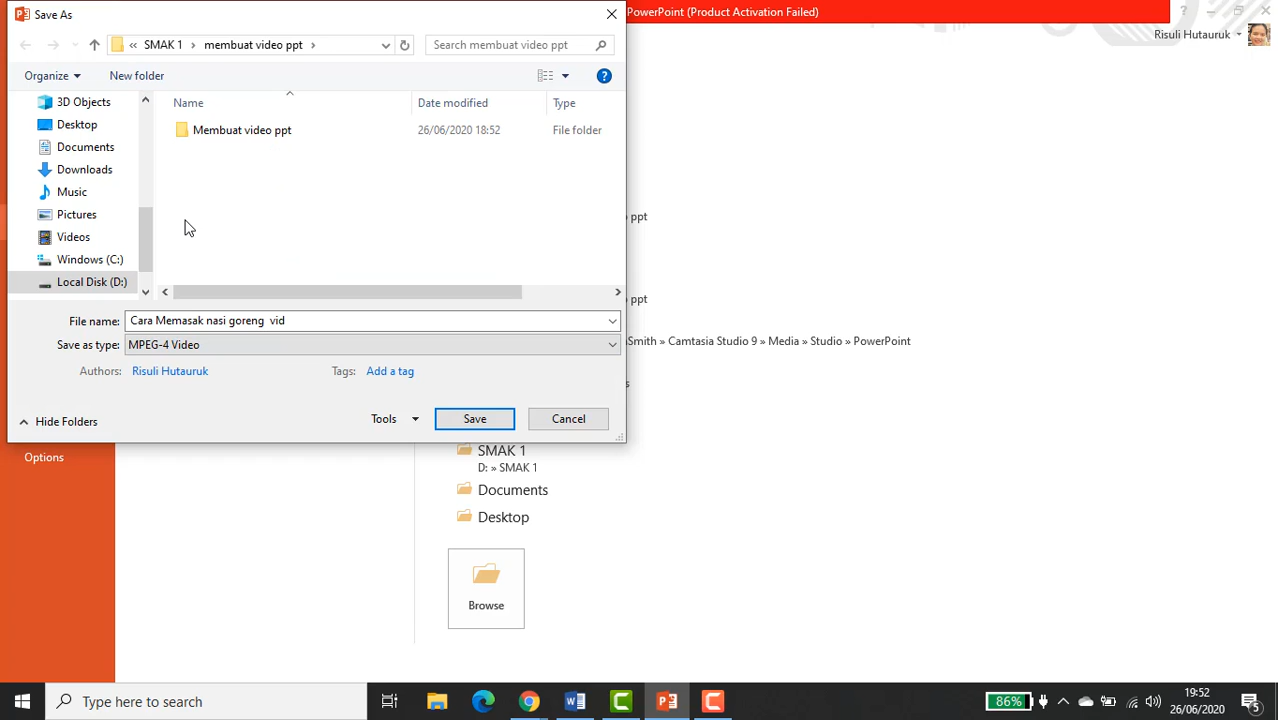 Save As
PowerPoint (Product Activation Failed)
?
Risuli Hutauruk
SMAK 1
membuat video ppt
Search membuat video ppt
Organize
New folder
?
Name
Date modified
Type
3D Objects
Desktop
Documents
Downloads
Music
Pictures
Videos
Windows (C:)
Local Disk (D:)
Membuat video ppt
26/06/2020 18:52
File folder
File name:
Cara Memasak nasi goreng  vid
Save as type:
MPEG-4 Video
Authors:
Risuli Hutauruk
Tags:
Add a tag
Hide Folders
Tools
Save
Cancel
ppt
ppt
Smith » Camtasia Studio 9 » Media » Studio » PowerPoint
Options
SMAK 1
D: » SMAK 1
Documents
Desktop
Browse
Type here to search
86%
19:52
26/06/2020
5